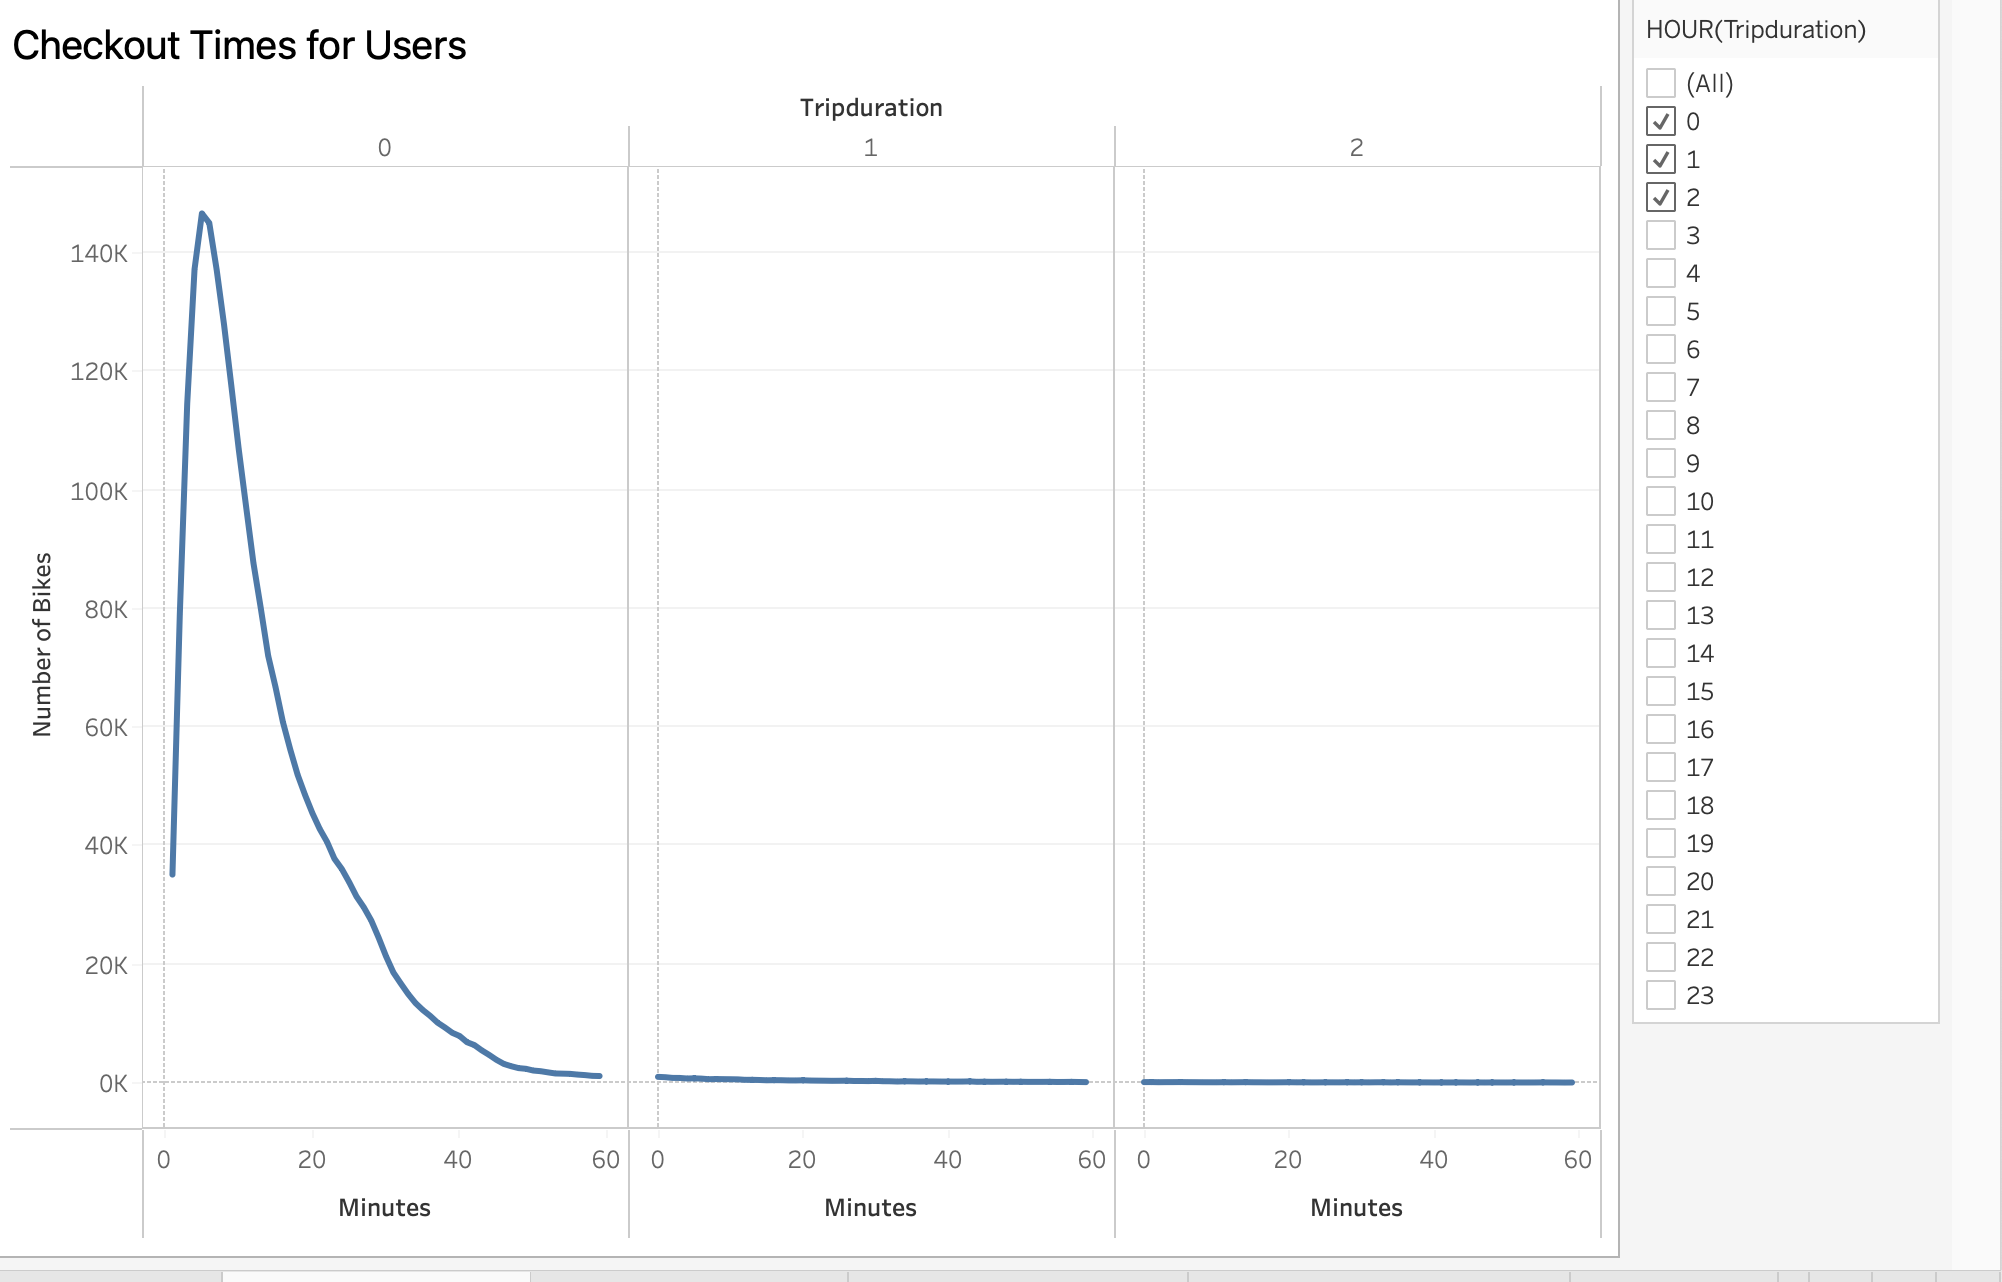 Checkout Times for Users
Tripduration
0 1 2
Number of Bikes
140K
120K
100K
80K
60K
40K
20K
0K
0 20 40 60 0 20 40 60 0 20 40 60
Minutes Minutes Minutes
HOUR(Tripduration)
(All)
0
1
2
3
4
5
6
7
8
9
10
11
12
13
14
15
16
17
18
19
20
21
22
23